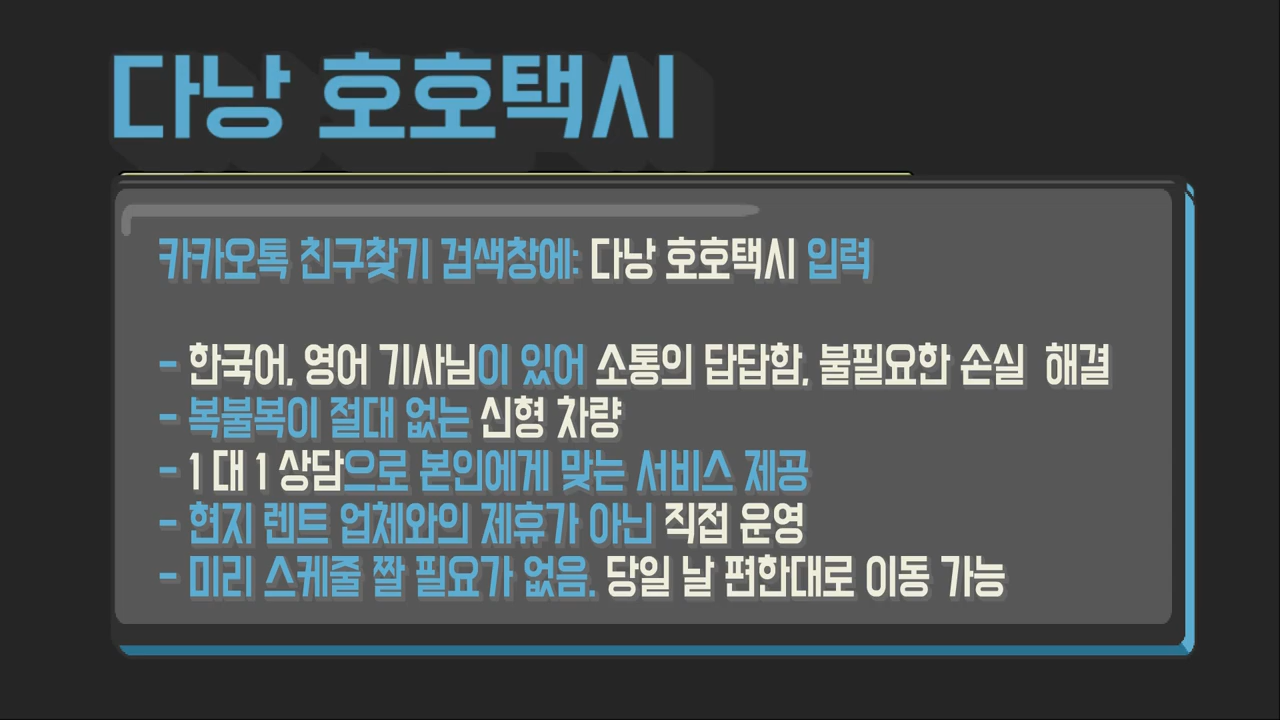 다낭 호호택시
카카오톡 친구찾기 검색창에: 다낭 호호택시 입력
- 한국어, 영어 기사님이 있어 소통의 답답함, 불필요한 손실 해결
- 복불복이 절대 없는 신형 차량
- 1 대 1 상담으로 본인에게 맞는 서비스 제공
- 현지 렌트 업체와의 제휴가 아닌 직접 운영
- 미리 스케줄 짤 필요가 없음. 당일 날 편한대로 이동 가능